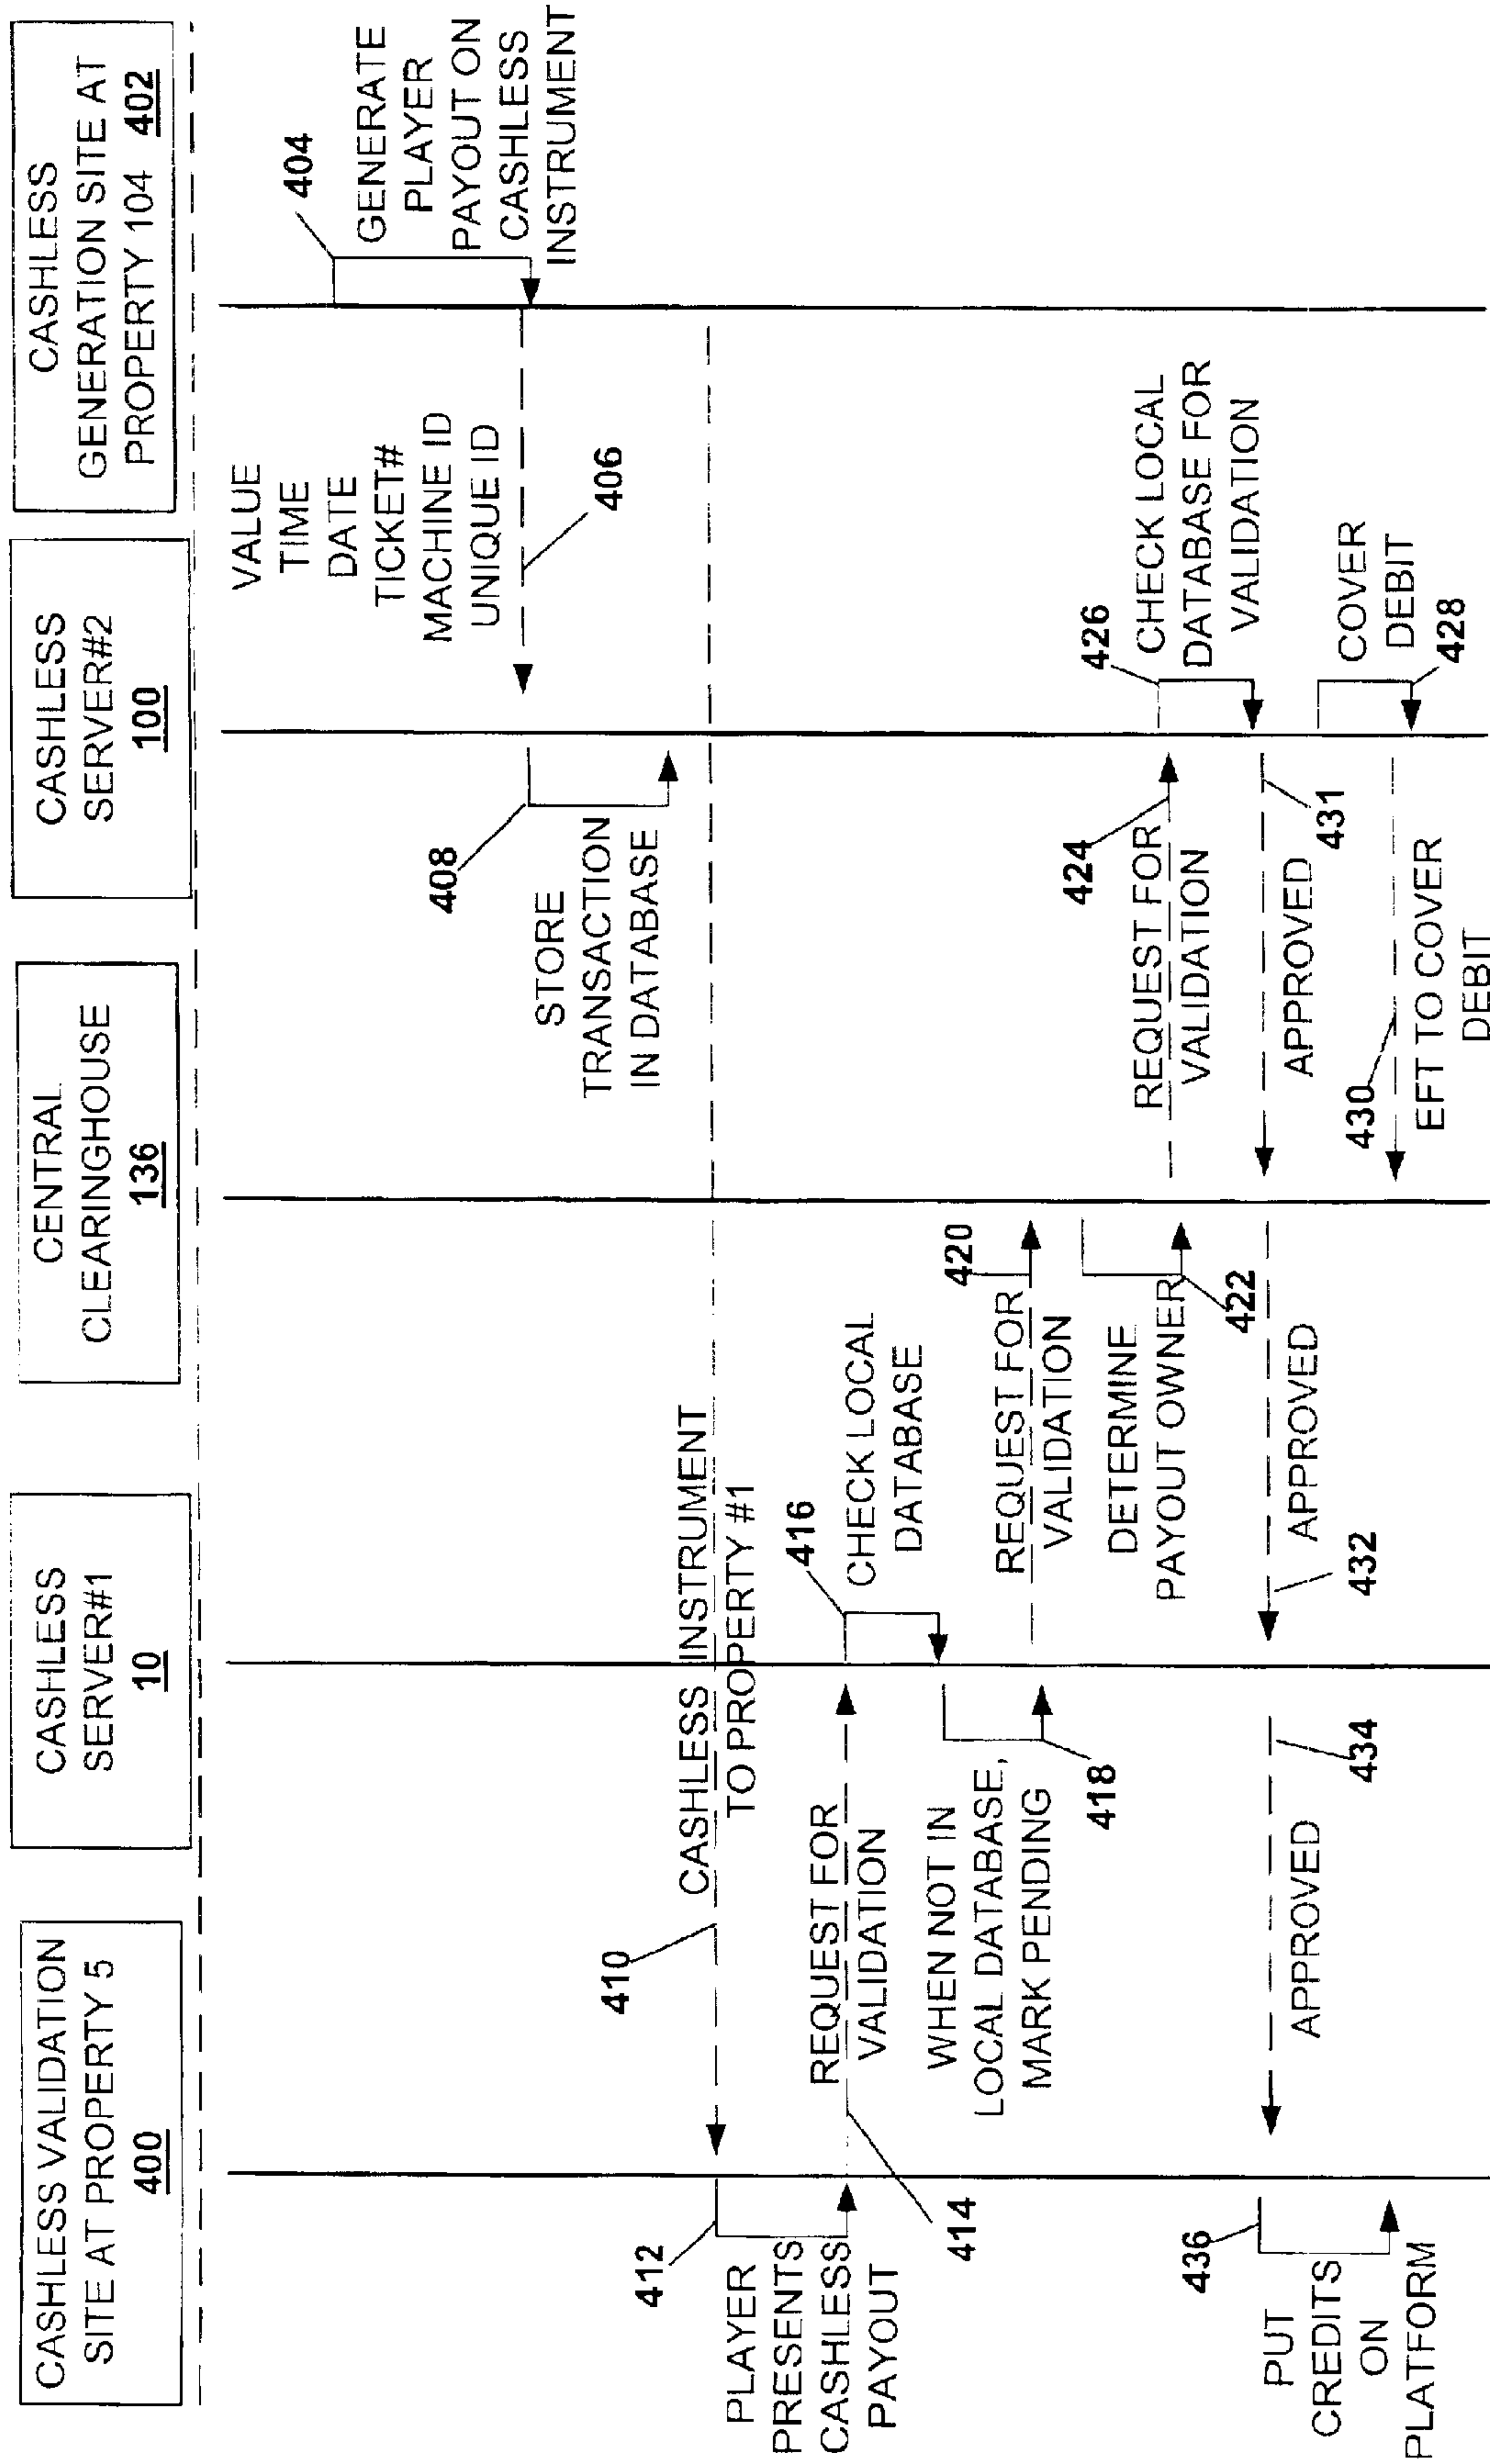 CASHLESS VALIDATION
SITE AT PROPERTY 5
400
CASHLESS
SERVER#1
10
CENTRAL
CLEARINGHOUSE
136
CASHLESS
SERVER#2
100
CASHLESS
GENERATION SITE AT
PROPERTY 104 402
404
GENERATE
PLAYER
PAYOUT ON
CASHLESS
INSTRUMENT
VALUE
TIME
DATE
TICKET#
MACHINE ID
UNIQUE ID
406
408
STORE
TRANSACTION
IN DATABASE
410
CASHLESS INSTRUMENT
TO PROPERTY #1
412
PLAYER
PRESENTS
CASHLESS
PAYOUT
414
REQUEST FOR
VALIDATION
416
CHECK LOCAL
DATABASE
WHEN NOT IN
LOCAL DATABASE,
MARK PENDING
418
420
REQUEST FOR
VALIDATION
DETERMINE
PAYOUT OWNER
422
424
REQUEST FOR
VALIDATION
426
CHECK LOCAL
DATABASE FOR
VALIDATION
COVER
DEBIT
428
431
APPROVED
430
EFT TO COVER
DEBIT
APPROVED
432
434
APPROVED
436
PUT
CREDITS
ON
PLATFORM